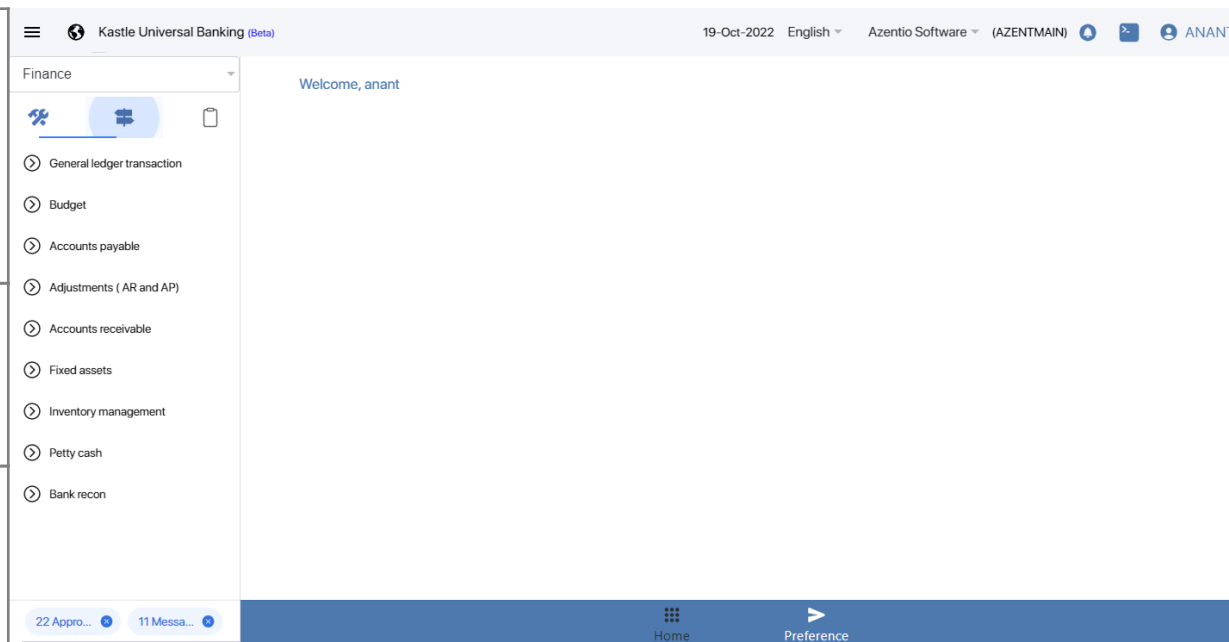 Kastle Universal Banking (Beta) 19-Oct-2022 English Azentio Software (AZENTMAIN) ANANT
Finance
Welcome, anant
General ledger transaction
Budget
Accounts payable
Adjustments ( AR and AP)
Accounts receivable
Fixed assets
Inventory management
Petty cash
Bank recon
22 Appro... 11 Messa...
Home Preference